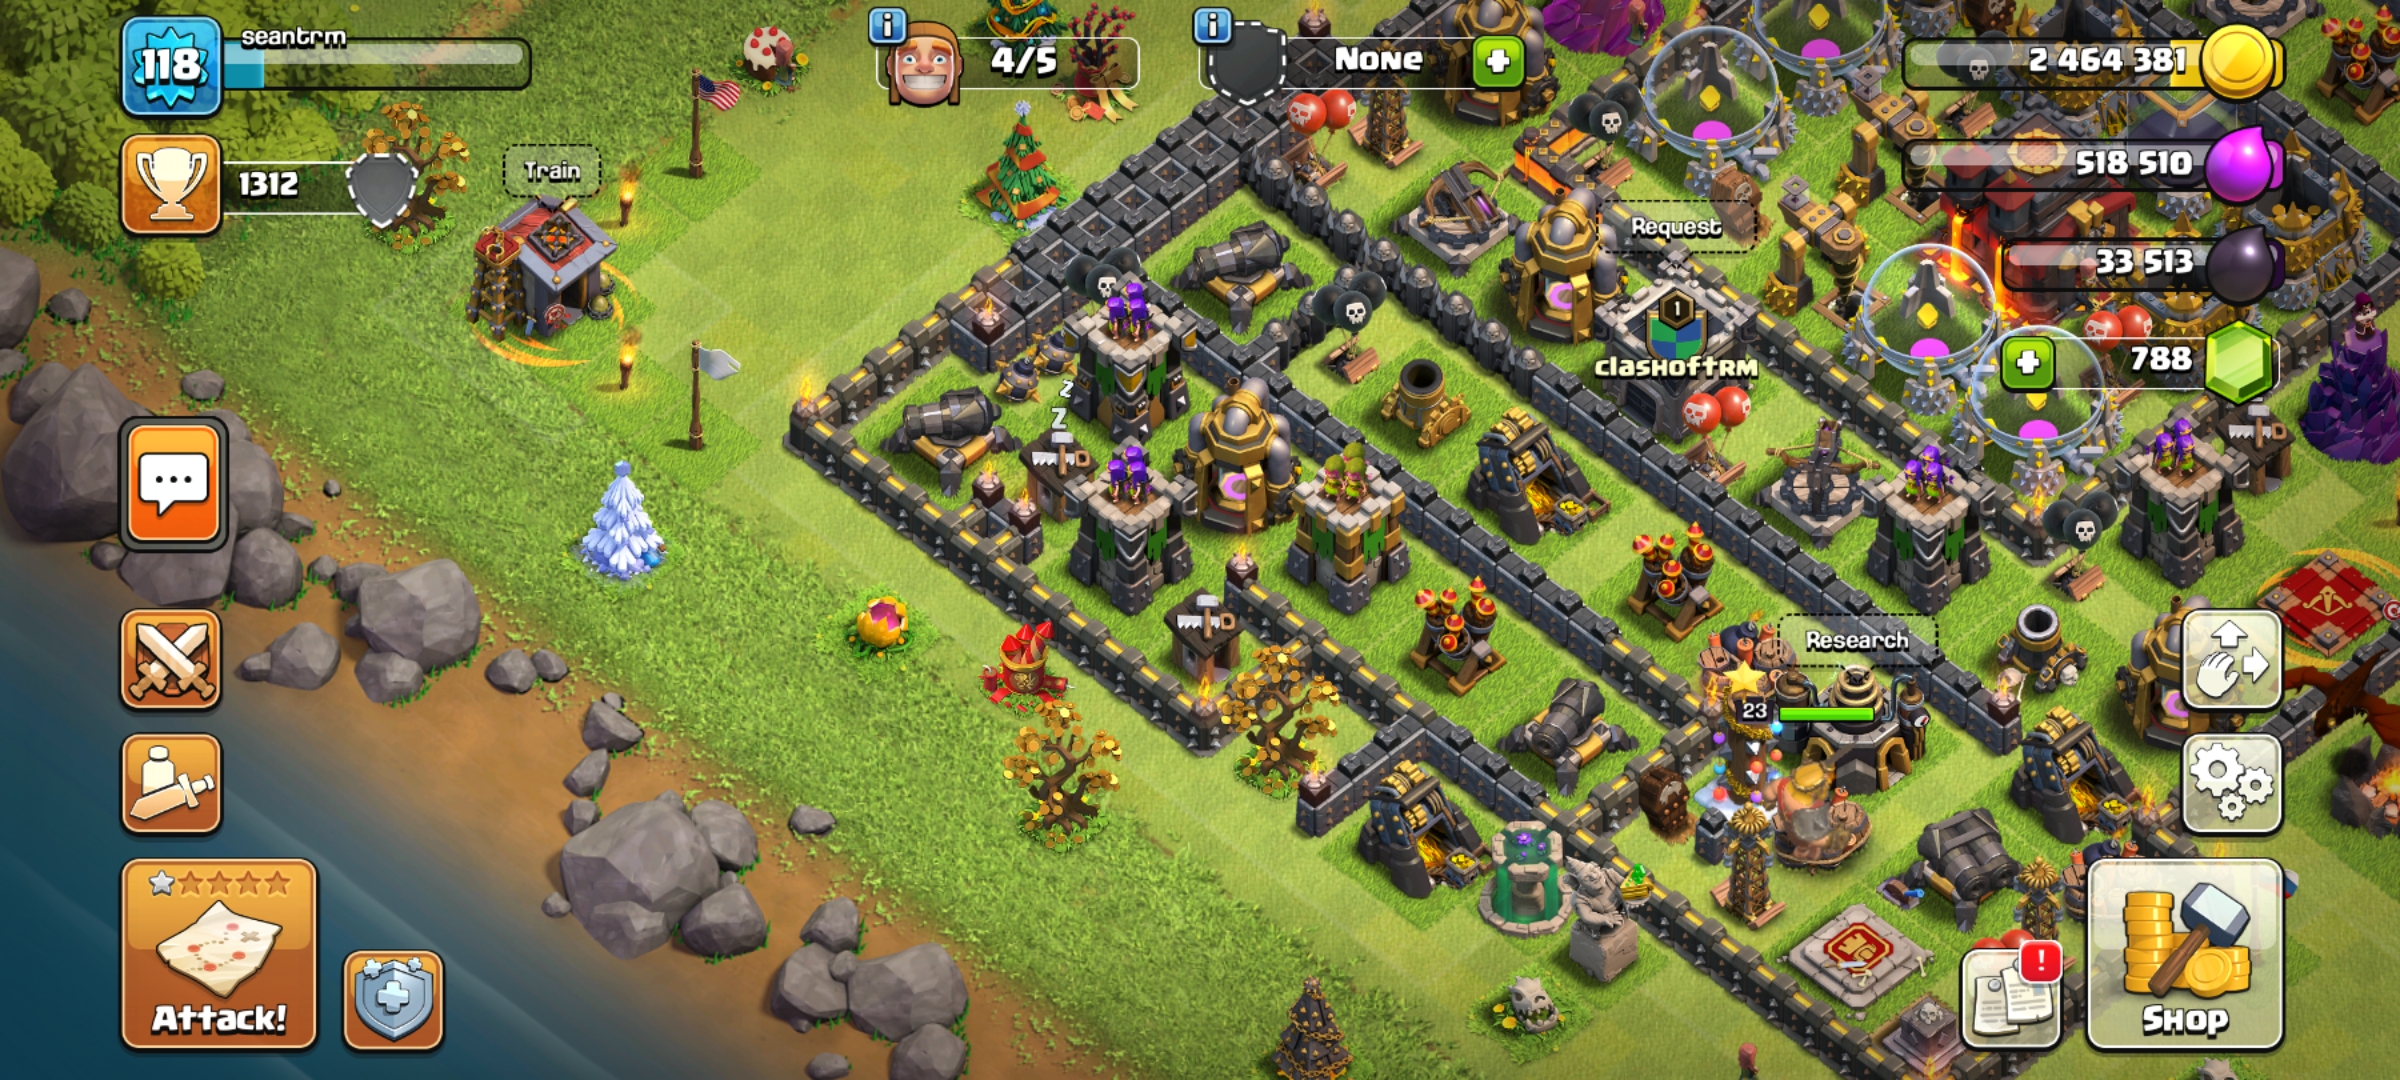 118
seantrm
4/5
None
2 464 381
1312
Train
518 510
Request
33 513
1
clashoftrm
788
z
Z
Research
23
!
Attack!
Shop